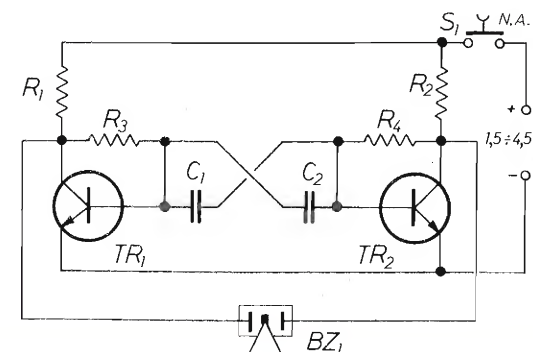 S1 N.A.
R1
R2
+
R3
R4
1,5÷4,5
C1
C2
−
TR1
TR2
BZ1